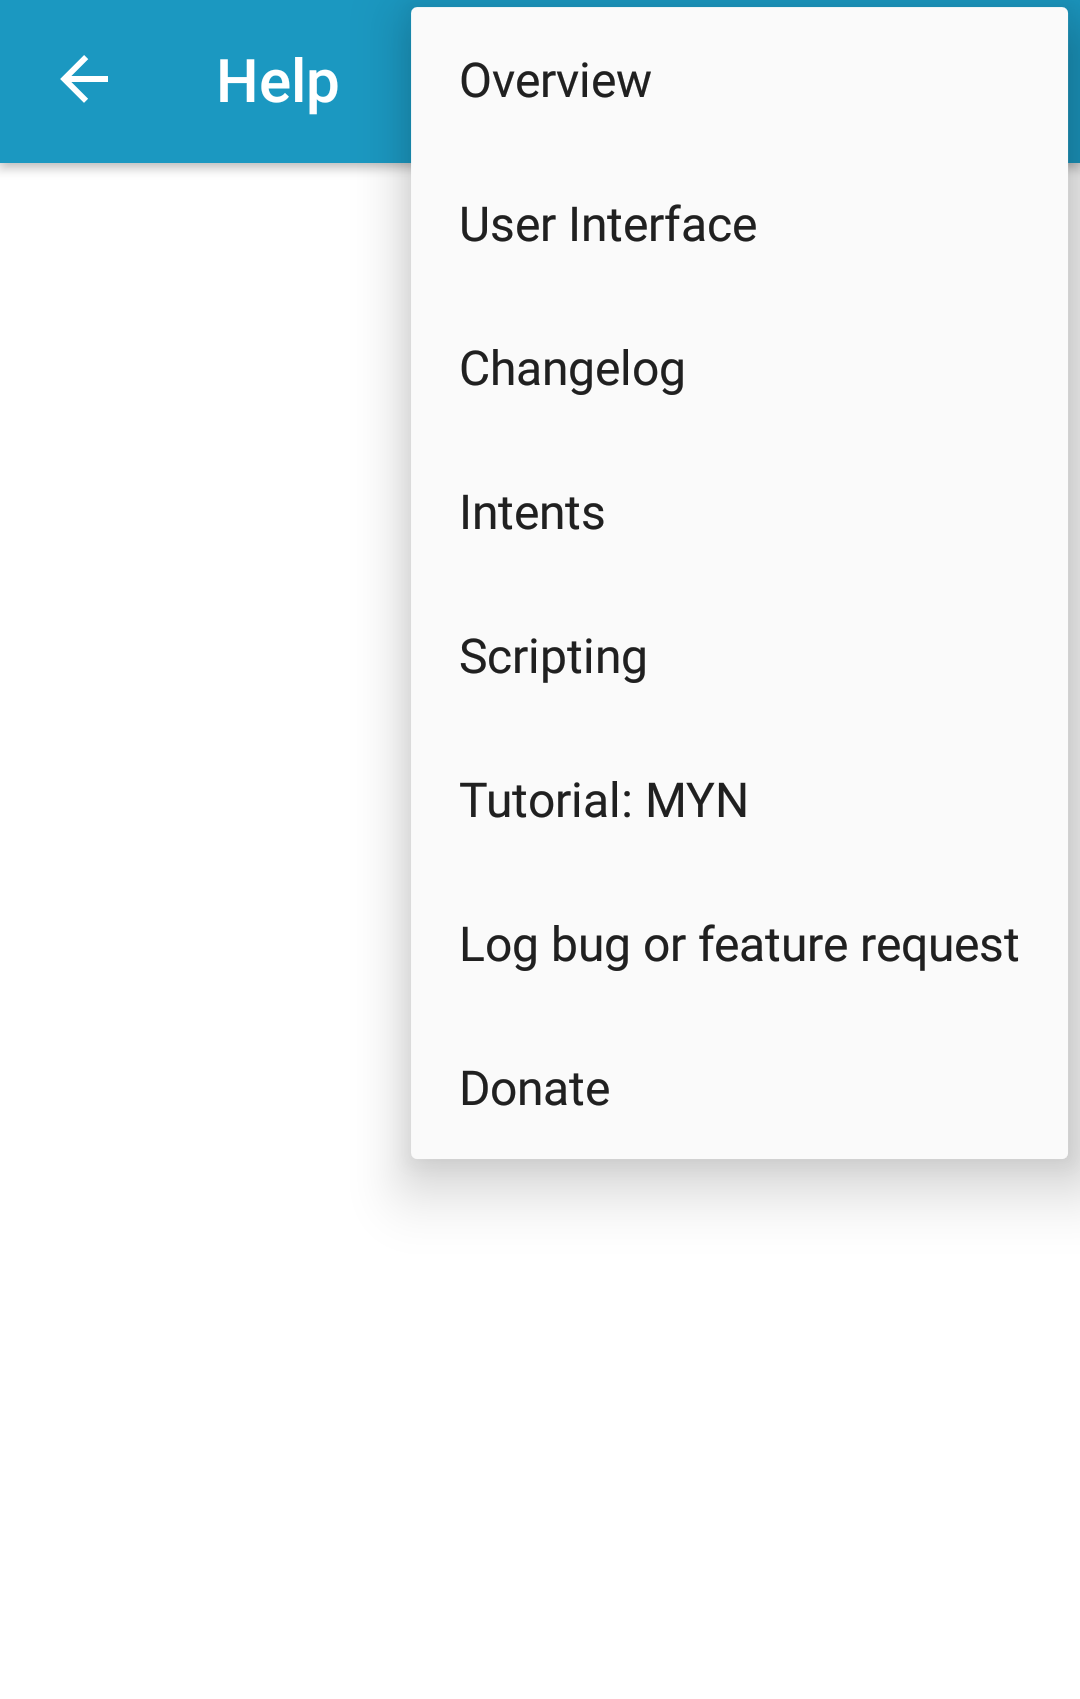 Help
Overview
User Interface
Changelog
Intents
Scripting
Tutorial: MYN
Log bug or feature request
Donate